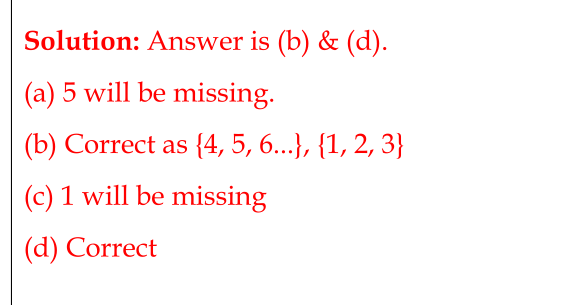 Solution: Answer is (b) & (d).
(a) 5 will be missing.
(b) Correct as {4, 5, 6...}, {1, 2, 3}
(c) 1 will be missing
(d) Correct